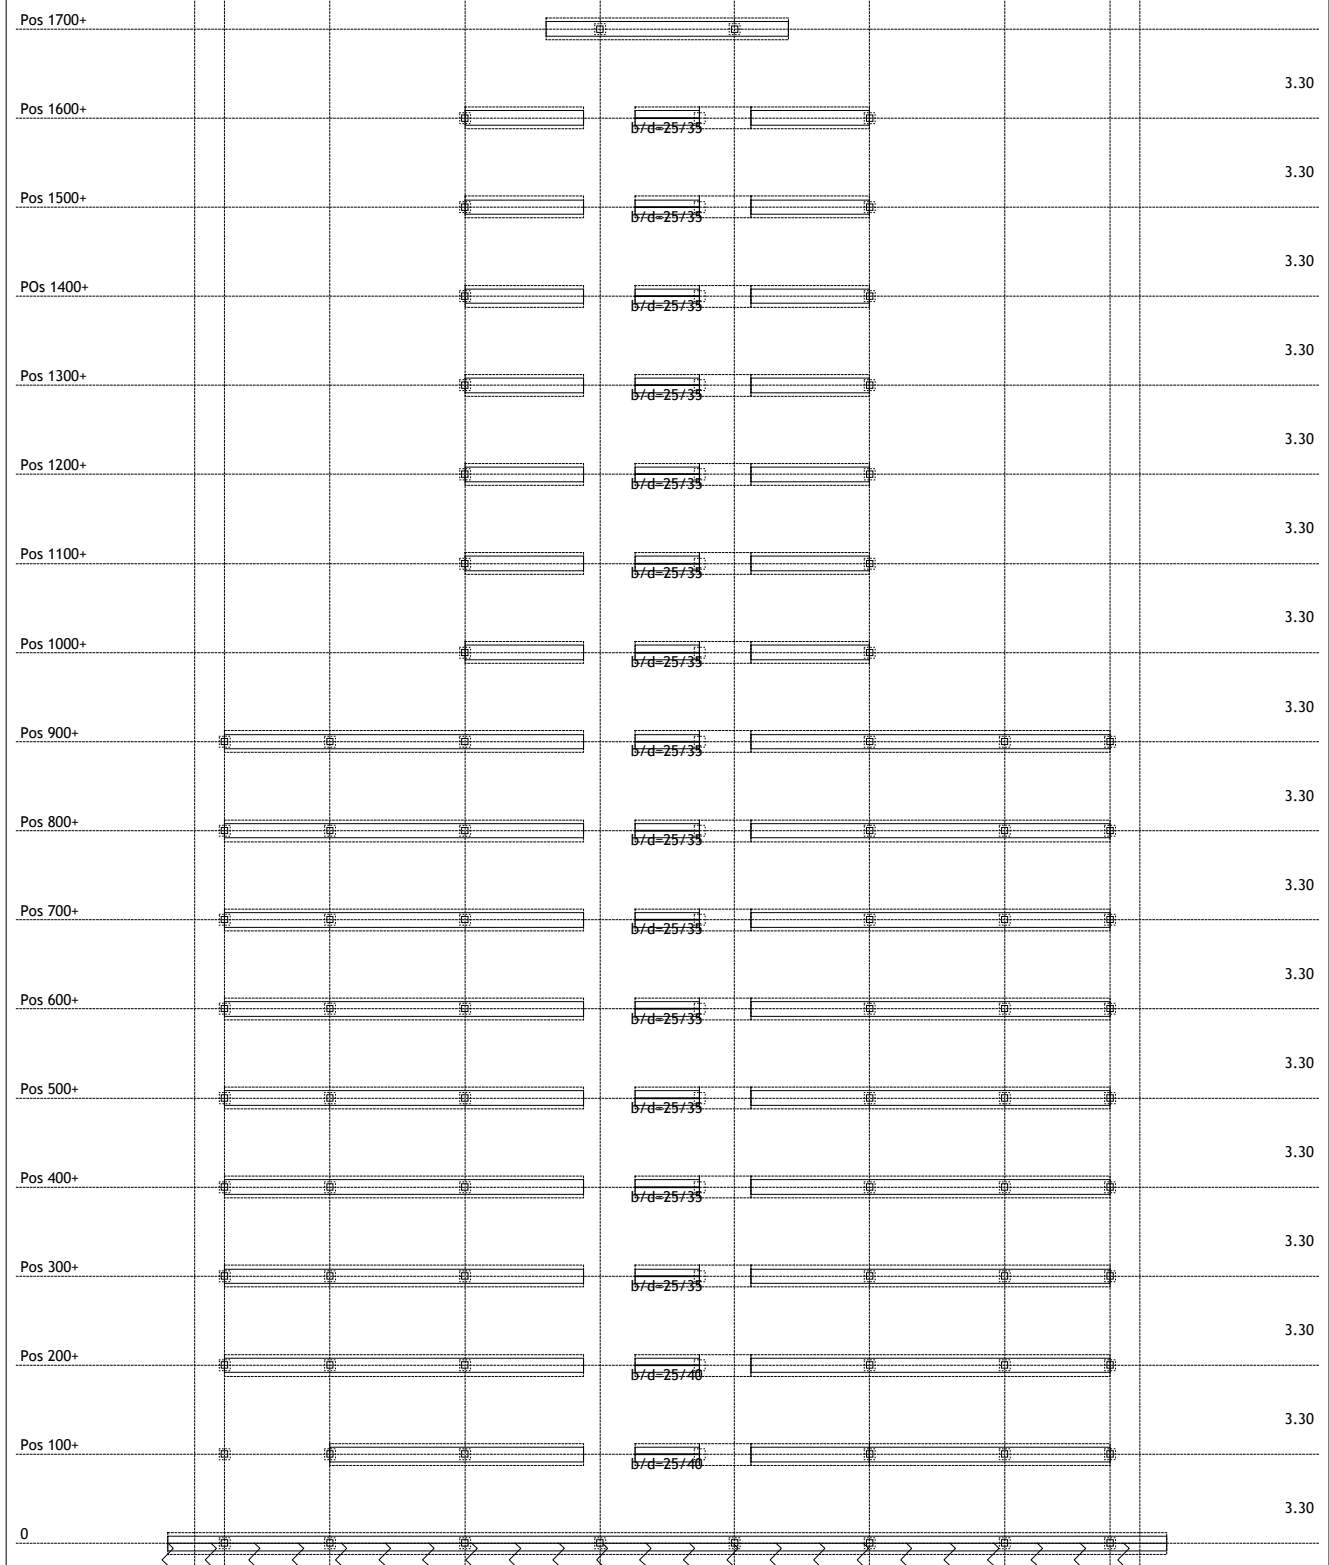 Pos 1700+
3.30
Pos 1600+
b/d=25/35
3.30
Pos 1500+
b/d=25/35
3.30
POs 1400+
b/d=25/35
3.30
Pos 1300+
b/d=25/35
3.30
Pos 1200+
b/d=25/35
3.30
Pos 1100+
b/d=25/35
3.30
Pos 1000+
b/d=25/35
3.30
Pos 900+
b/d=25/35
3.30
Pos 800+
b/d=25/35
3.30
Pos 700+
b/d=25/35
3.30
Pos 600+
b/d=25/35
3.30
Pos 500+
b/d=25/35
3.30
Pos 400+
b/d=25/35
3.30
Pos 300+
b/d=25/35
3.30
Pos 200+
b/d=25/40
3.30
Pos 100+
b/d=25/40
3.30
0